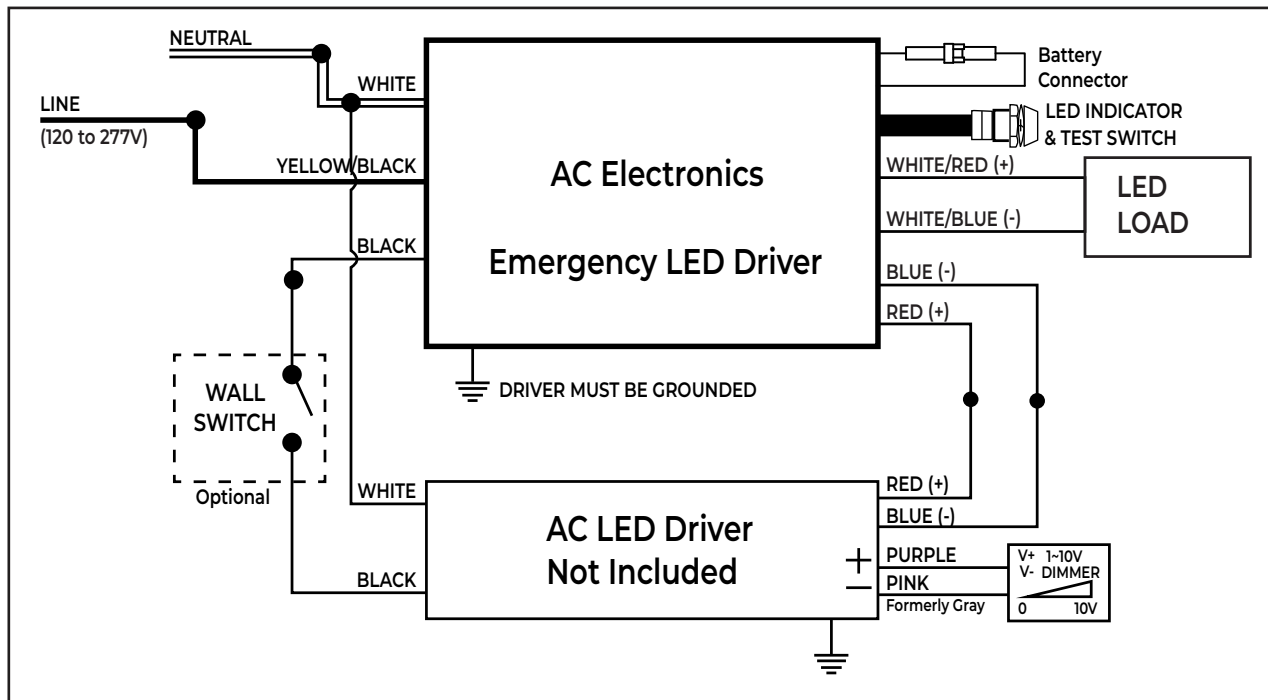 NEUTRAL
WHITE
LINE
(120 to 277V)
YELLOW/BLACK
BLACK
AC Electronics
Emergency LED Driver
Battery
Connector
LED INDICATOR
& TEST SWITCH
WHITE/RED (+)
WHITE/BLUE (-)
LED
LOAD
BLUE (-)
RED (+)
DRIVER MUST BE GROUNDED
WALL
SWITCH
Optional
WHITE
BLACK
AC LED Driver
Not Included
RED (+)
BLUE (-)
+ PURPLE
− PINK
Formerly Gray
V+ 1~10V
V- DIMMER
0 10V